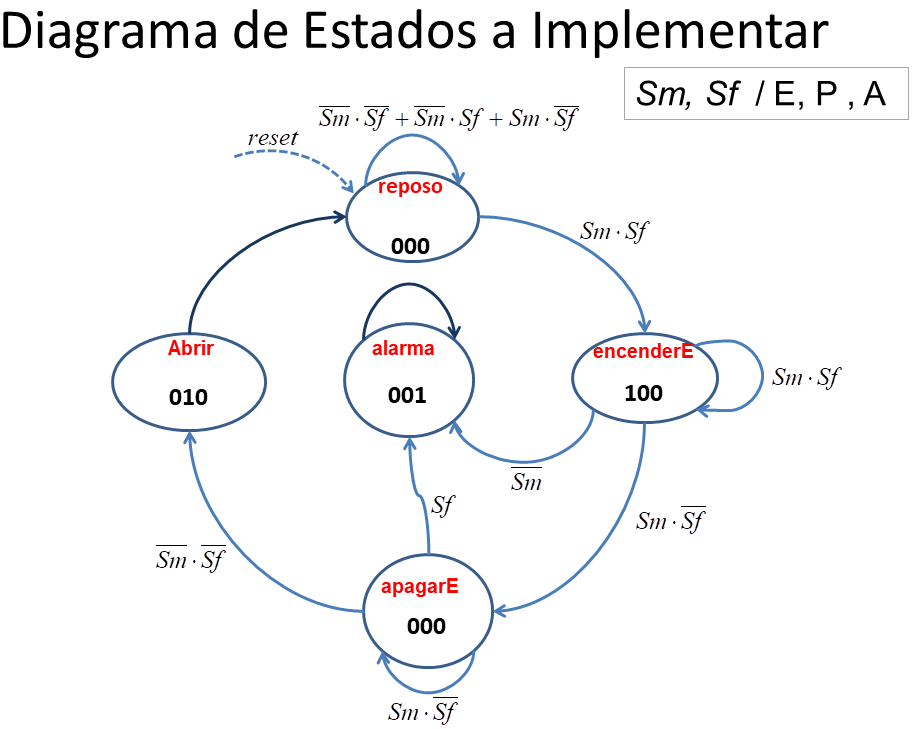 Diagrama de Estados a Implementar
Sm, Sf / E, P , A
S̅m̅ · S̅f̅ + S̅m̅ · Sf + Sm · S̅f̅
reset
reposo
000
Sm · Sf
Abrir
010
alarma
001
encenderE
100
Sm · Sf
S̅m̅
Sf
Sm · S̅f̅
S̅m̅ · S̅f̅
apagarE
000
Sm · S̅f̅